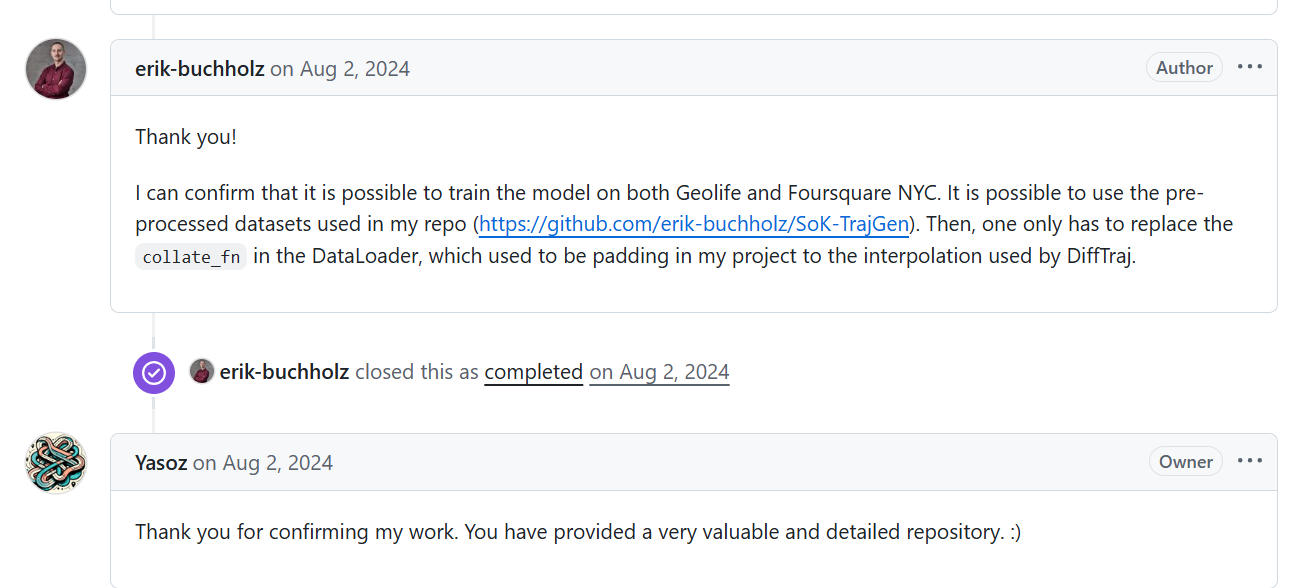 erik-buchholz on Aug 2, 2024
Author
Thank you!
I can confirm that it is possible to train the model on both Geolife and Foursquare NYC. It is possible to use the pre-
processed datasets used in my repo (https://github.com/erik-buchholz/SoK-TrajGen). Then, one only has to replace the
collate_fn in the DataLoader, which used to be padding in my project to the interpolation used by DiffTraj.
erik-buchholz closed this as completed on Aug 2, 2024
Yasoz on Aug 2, 2024
Owner
Thank you for confirming my work. You have provided a very valuable and detailed repository. :)